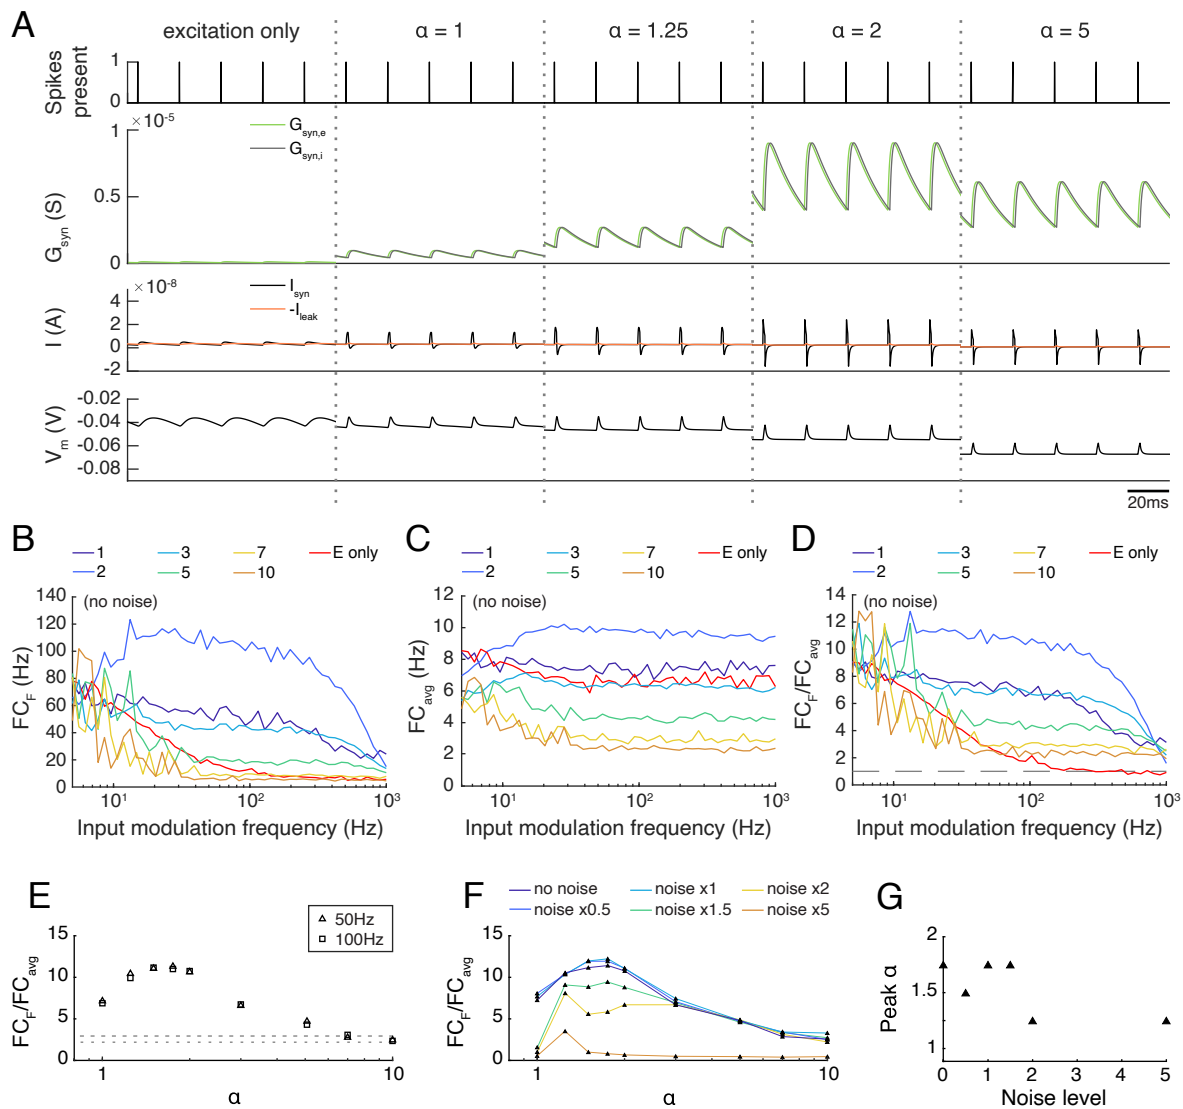 A
excitation only
α = 1
α = 1.25
α = 2
α = 5
Spikes present
1
0
×10⁻⁵
1
0.5
0
G_syn (S)
G_syn,e
G_syn,i
×10⁻⁸
4
2
0
-2
I (A)
I_syn
-I_leak
-0.02
-0.04
-0.06
-0.08
V_m (V)
20ms
B
1
3
7
E only
2
5
10
(no noise)
140
120
100
80
60
40
20
0
FC_F (Hz)
10¹
10²
10³
Input modulation frequency (Hz)
C
1
3
7
E only
2
5
10
(no noise)
12
10
8
6
4
2
0
FC_avg (Hz)
10¹
10²
10³
Input modulation frequency (Hz)
D
1
3
7
E only
2
5
10
(no noise)
14
12
10
8
6
4
2
0
FC_F/FC_avg
10¹
10²
10³
Input modulation frequency (Hz)
E
50Hz
100Hz
15
10
5
0
FC_F/FC_avg
1
10
α
F
no noise
noise x1
noise x2
noise x0.5
noise x1.5
noise x5
15
10
5
0
FC_F/FC_avg
1
10
α
G
2
1.5
1
Peak α
0
1
2
3
4
5
Noise level